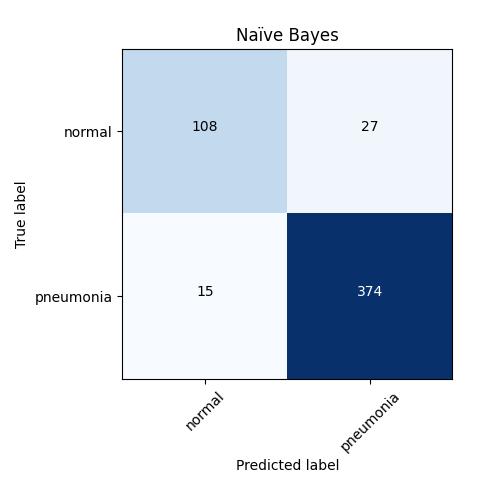 Naïve Bayes
normal
108
27
True label
pneumonia
15
374
normal
pneumonia
Predicted label